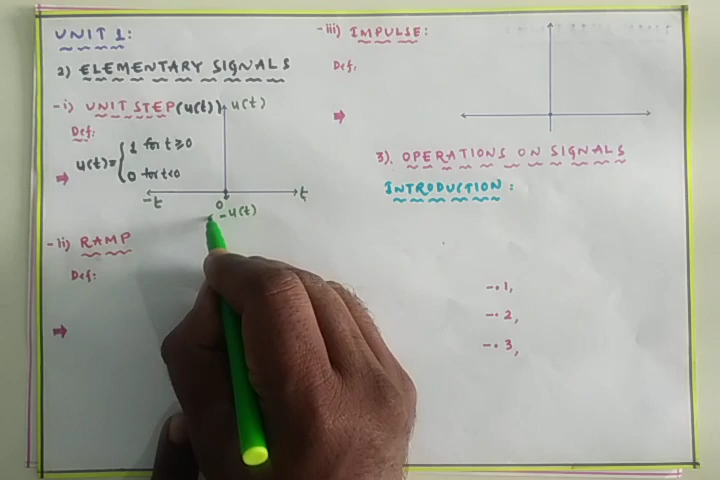 UNIT 1:
2) ELEMENTARY SIGNALS
-i) UNIT STEP (u(t)),
Def:
u(t) = { 1 for t ≥ 0
0 for t<0
u(t)
-t
t
0
-u(t)
-ii) RAMP
Def:
-iii) IMPULSE:
Def:
3). OPERATIONS ON SIGNALS
INTRODUCTION :
-. 1,
-. 2,
-. 3,